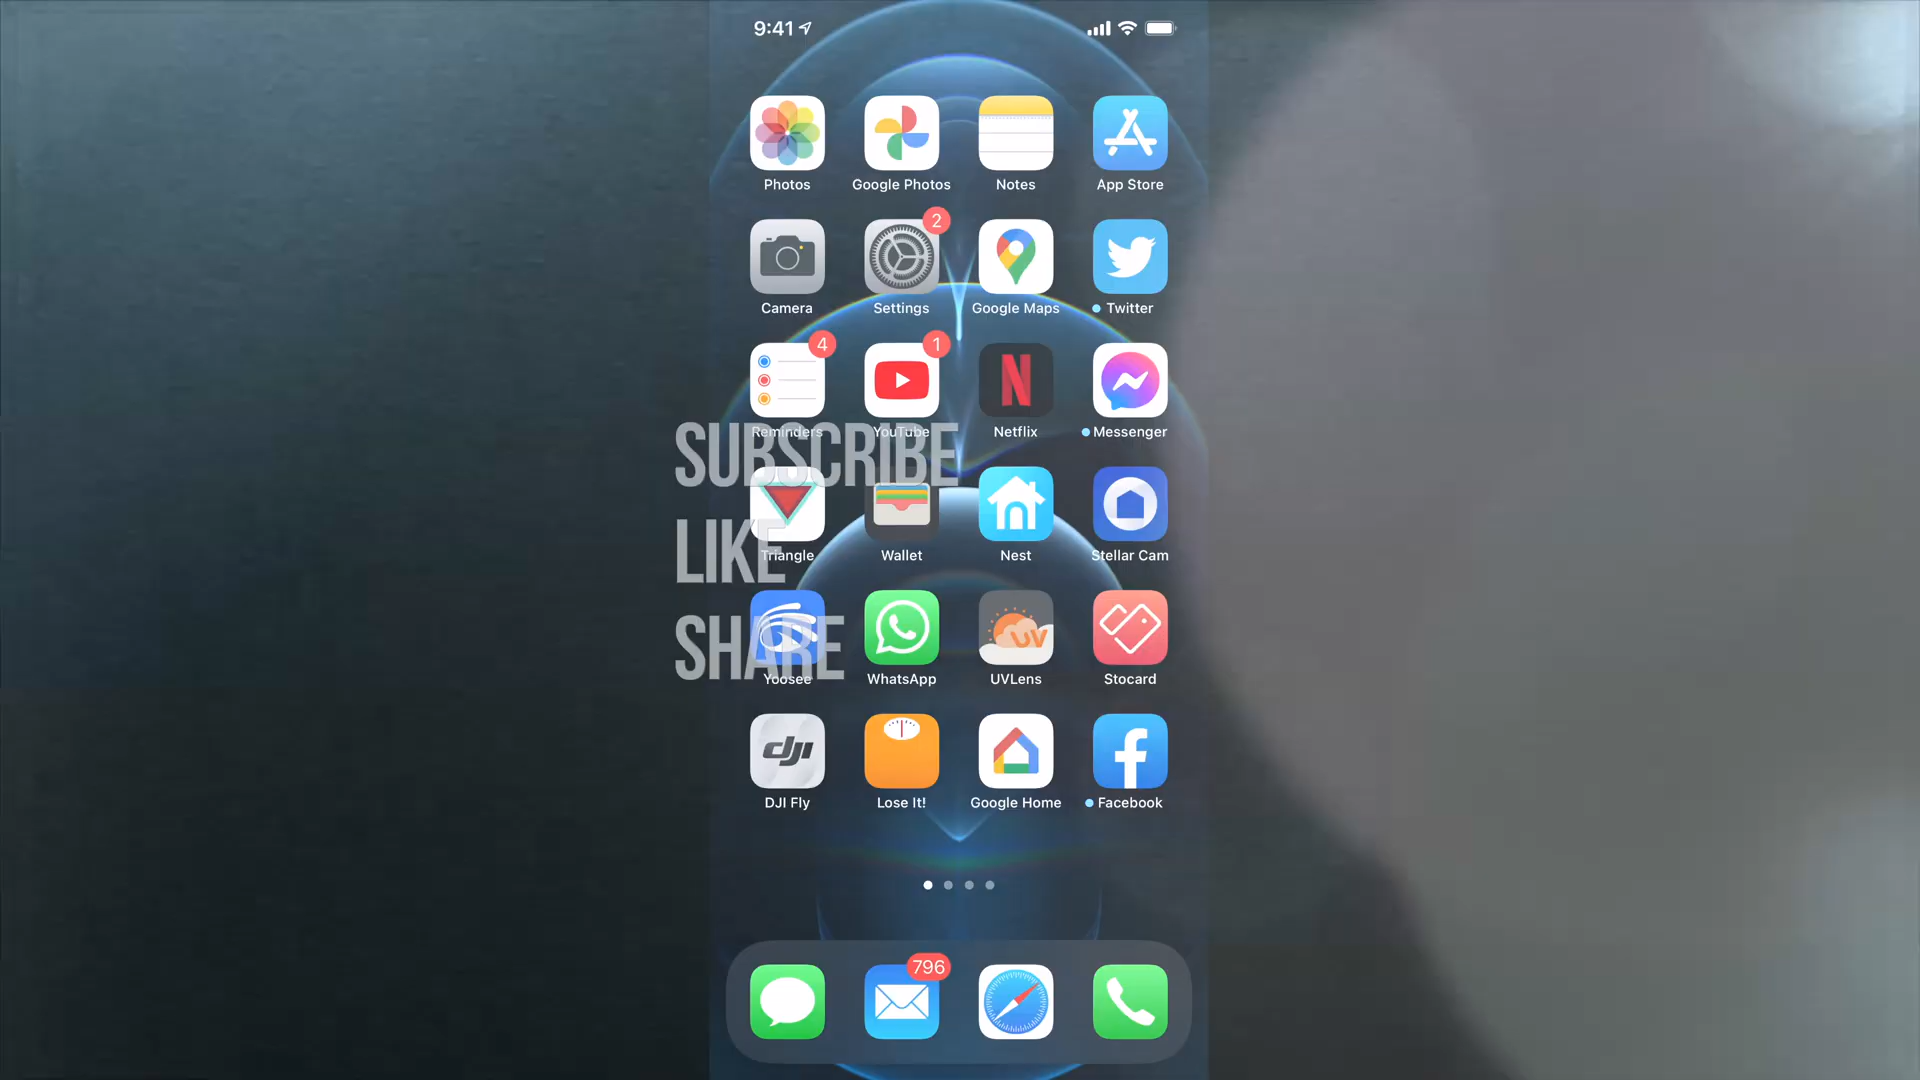 9:41
Photos Google Photos Notes App Store
2
Camera Settings Google Maps Twitter
4 1
N
Reminders YouTube Netflix Messenger
SUBSCRIBE
LIKE
Triangle Wallet Nest Stellar Cam
UV
SHARE
Yoosee WhatsApp UVLens Stocard
dji
DJI Fly Lose It! Google Home Facebook
796